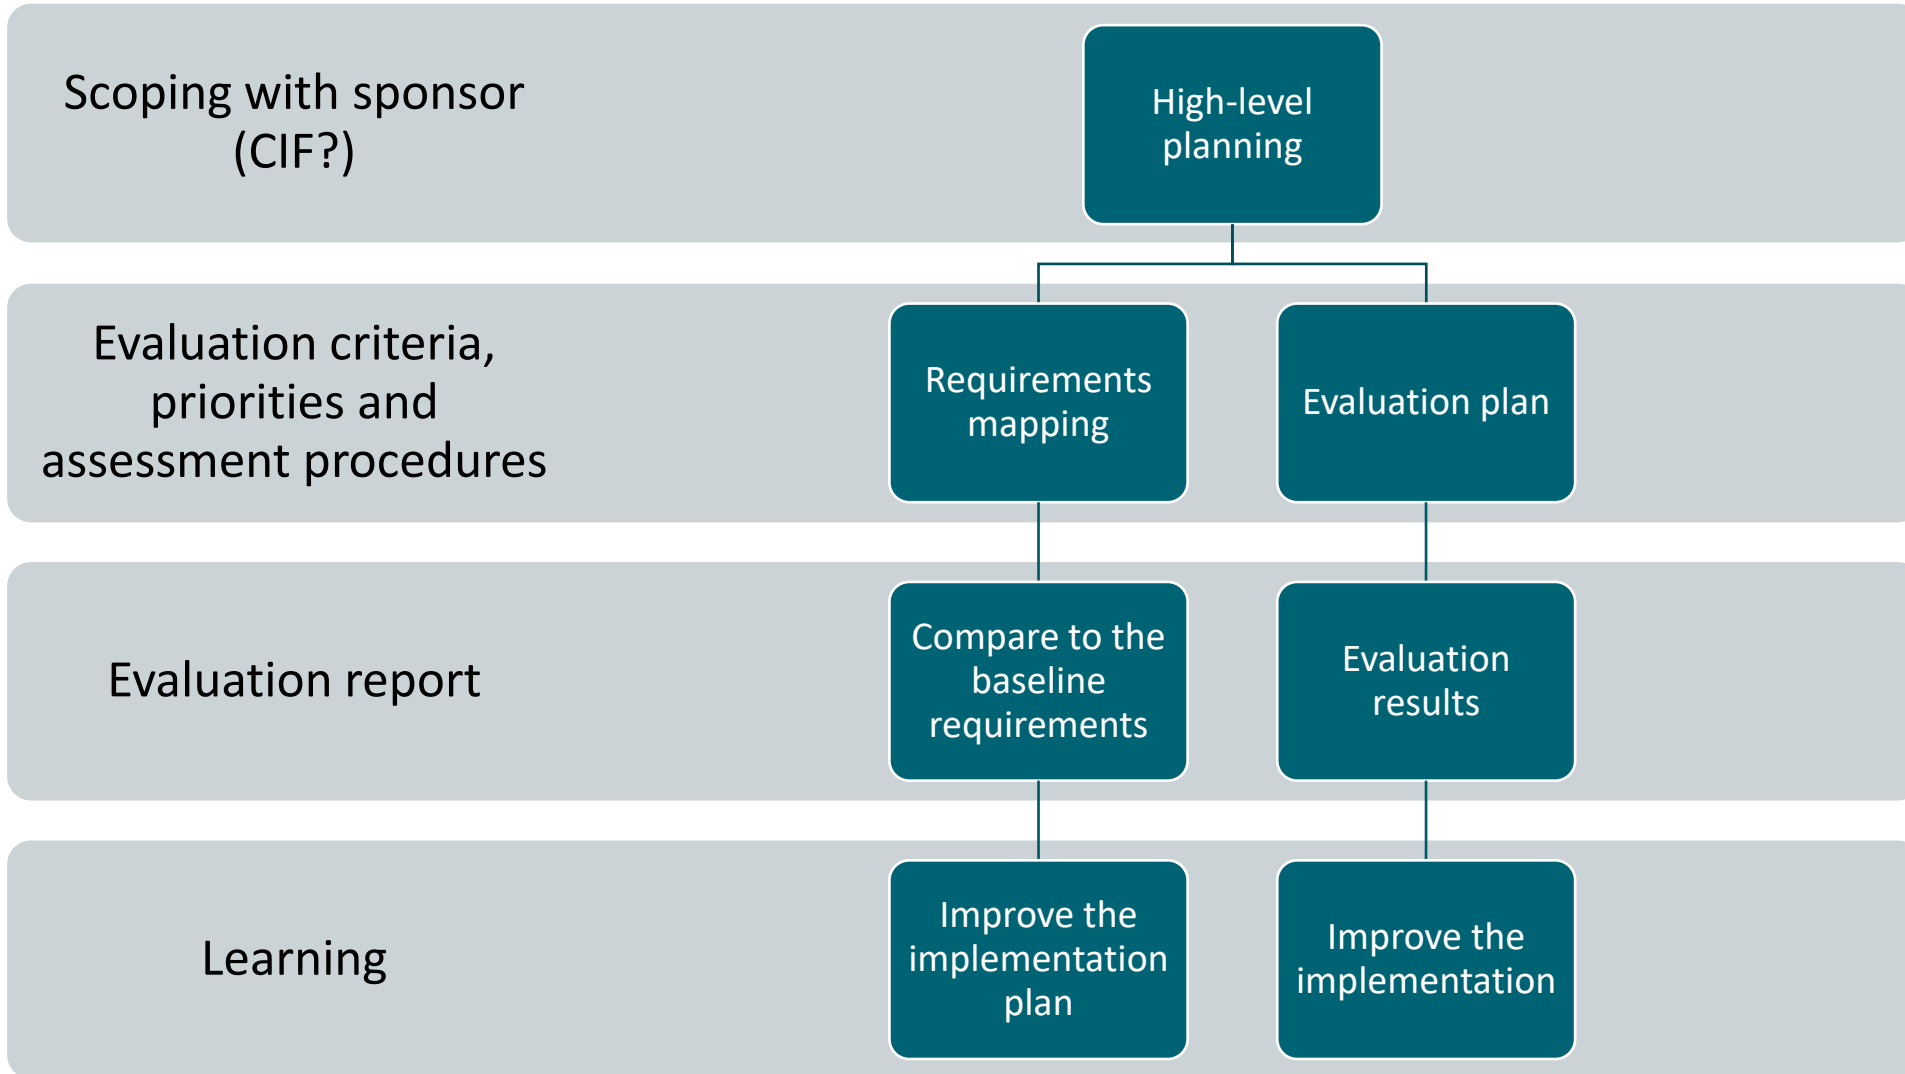 Scoping with sponsor
(CIF?)
High-level
planning
Evaluation criteria,
priorities and
assessment procedures
Requirements
mapping
Evaluation plan
Evaluation report
Compare to the
baseline
requirements
Evaluation
results
Learning
Improve the
implementation
plan
Improve the
implementation